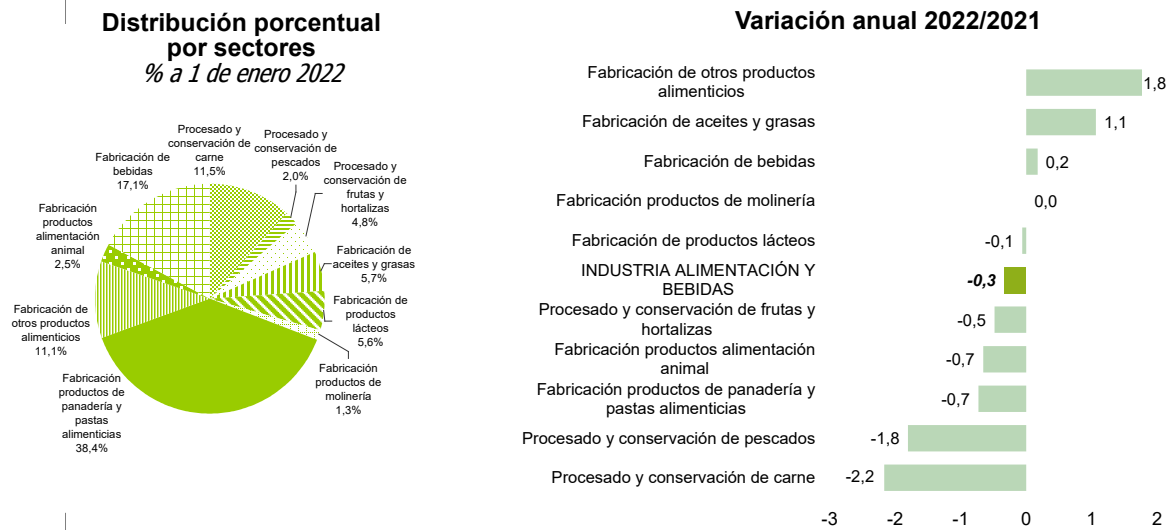 Distribución porcentual
por sectores
% a 1 de enero 2022
Procesado y
conservación de
carne
11,5%
Procesado y
conservación de
pescados
2,0%
Procesado y
conservación de
frutas y
hortalizas
4,8%
Fabricación de
aceites y grasas
5,7%
Fabricación de
productos
lácteos
5,6%
Fabricación
productos de
molinería
1,3%
Fabricación
productos de
panadería y
pastas
alimenticias
38,4%
Fabricación de
otros productos
alimenticios
11,1%
Fabricación
productos
alimentación
animal
2,5%
Fabricación de
bebidas
17,1%
Variación anual 2022/2021
Fabricación de otros productos
alimenticios
1,8
Fabricación de aceites y grasas
1,1
Fabricación de bebidas
0,2
Fabricación productos de molinería
0,0
Fabricación de productos lácteos
-0,1
INDUSTRIA ALIMENTACIÓN Y
BEBIDAS
-0,3
Procesado y conservación de frutas y
hortalizas
-0,5
Fabricación productos alimentación
animal
-0,7
Fabricación productos de panadería y
pastas alimenticias
-0,7
Procesado y conservación de pescados
-1,8
Procesado y conservación de carne
-2,2
-3 -2 -1 0 1 2